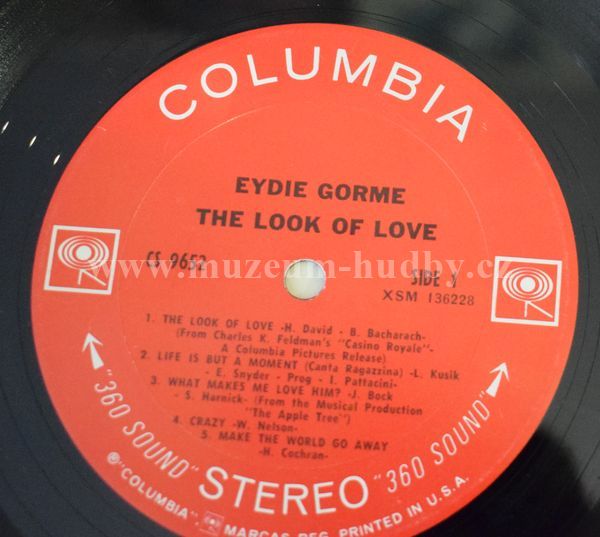 COLUMBIA
EYDIE GORME
THE LOOK OF LOVE
CS 9652
SIDE 1
XSM 136228
www.muzeum-hudby.cz
1. THE LOOK OF LOVE -H. David - B. Bacharach-
(From Charles K. Feldman's "Casino Royale"-
A Columbia Pictures Release)
2. LIFE IS BUT A MOMENT (Canta Ragazzina) -L. Kusik
- E. Snyder - Prog - I. Pattacini-
3. WHAT MAKES ME LOVE HIM? -J. Bock
- S. Harnick- (From the Musical Production
"The Apple Tree")
4. CRAZY -W. Nelson-
5. MAKE THE WORLD GO AWAY
-H. Cochran-
"360 SOUND" STEREO "360 SOUND"
℗"COLUMBIA", MARCAS REG. PRINTED IN U.S.A.